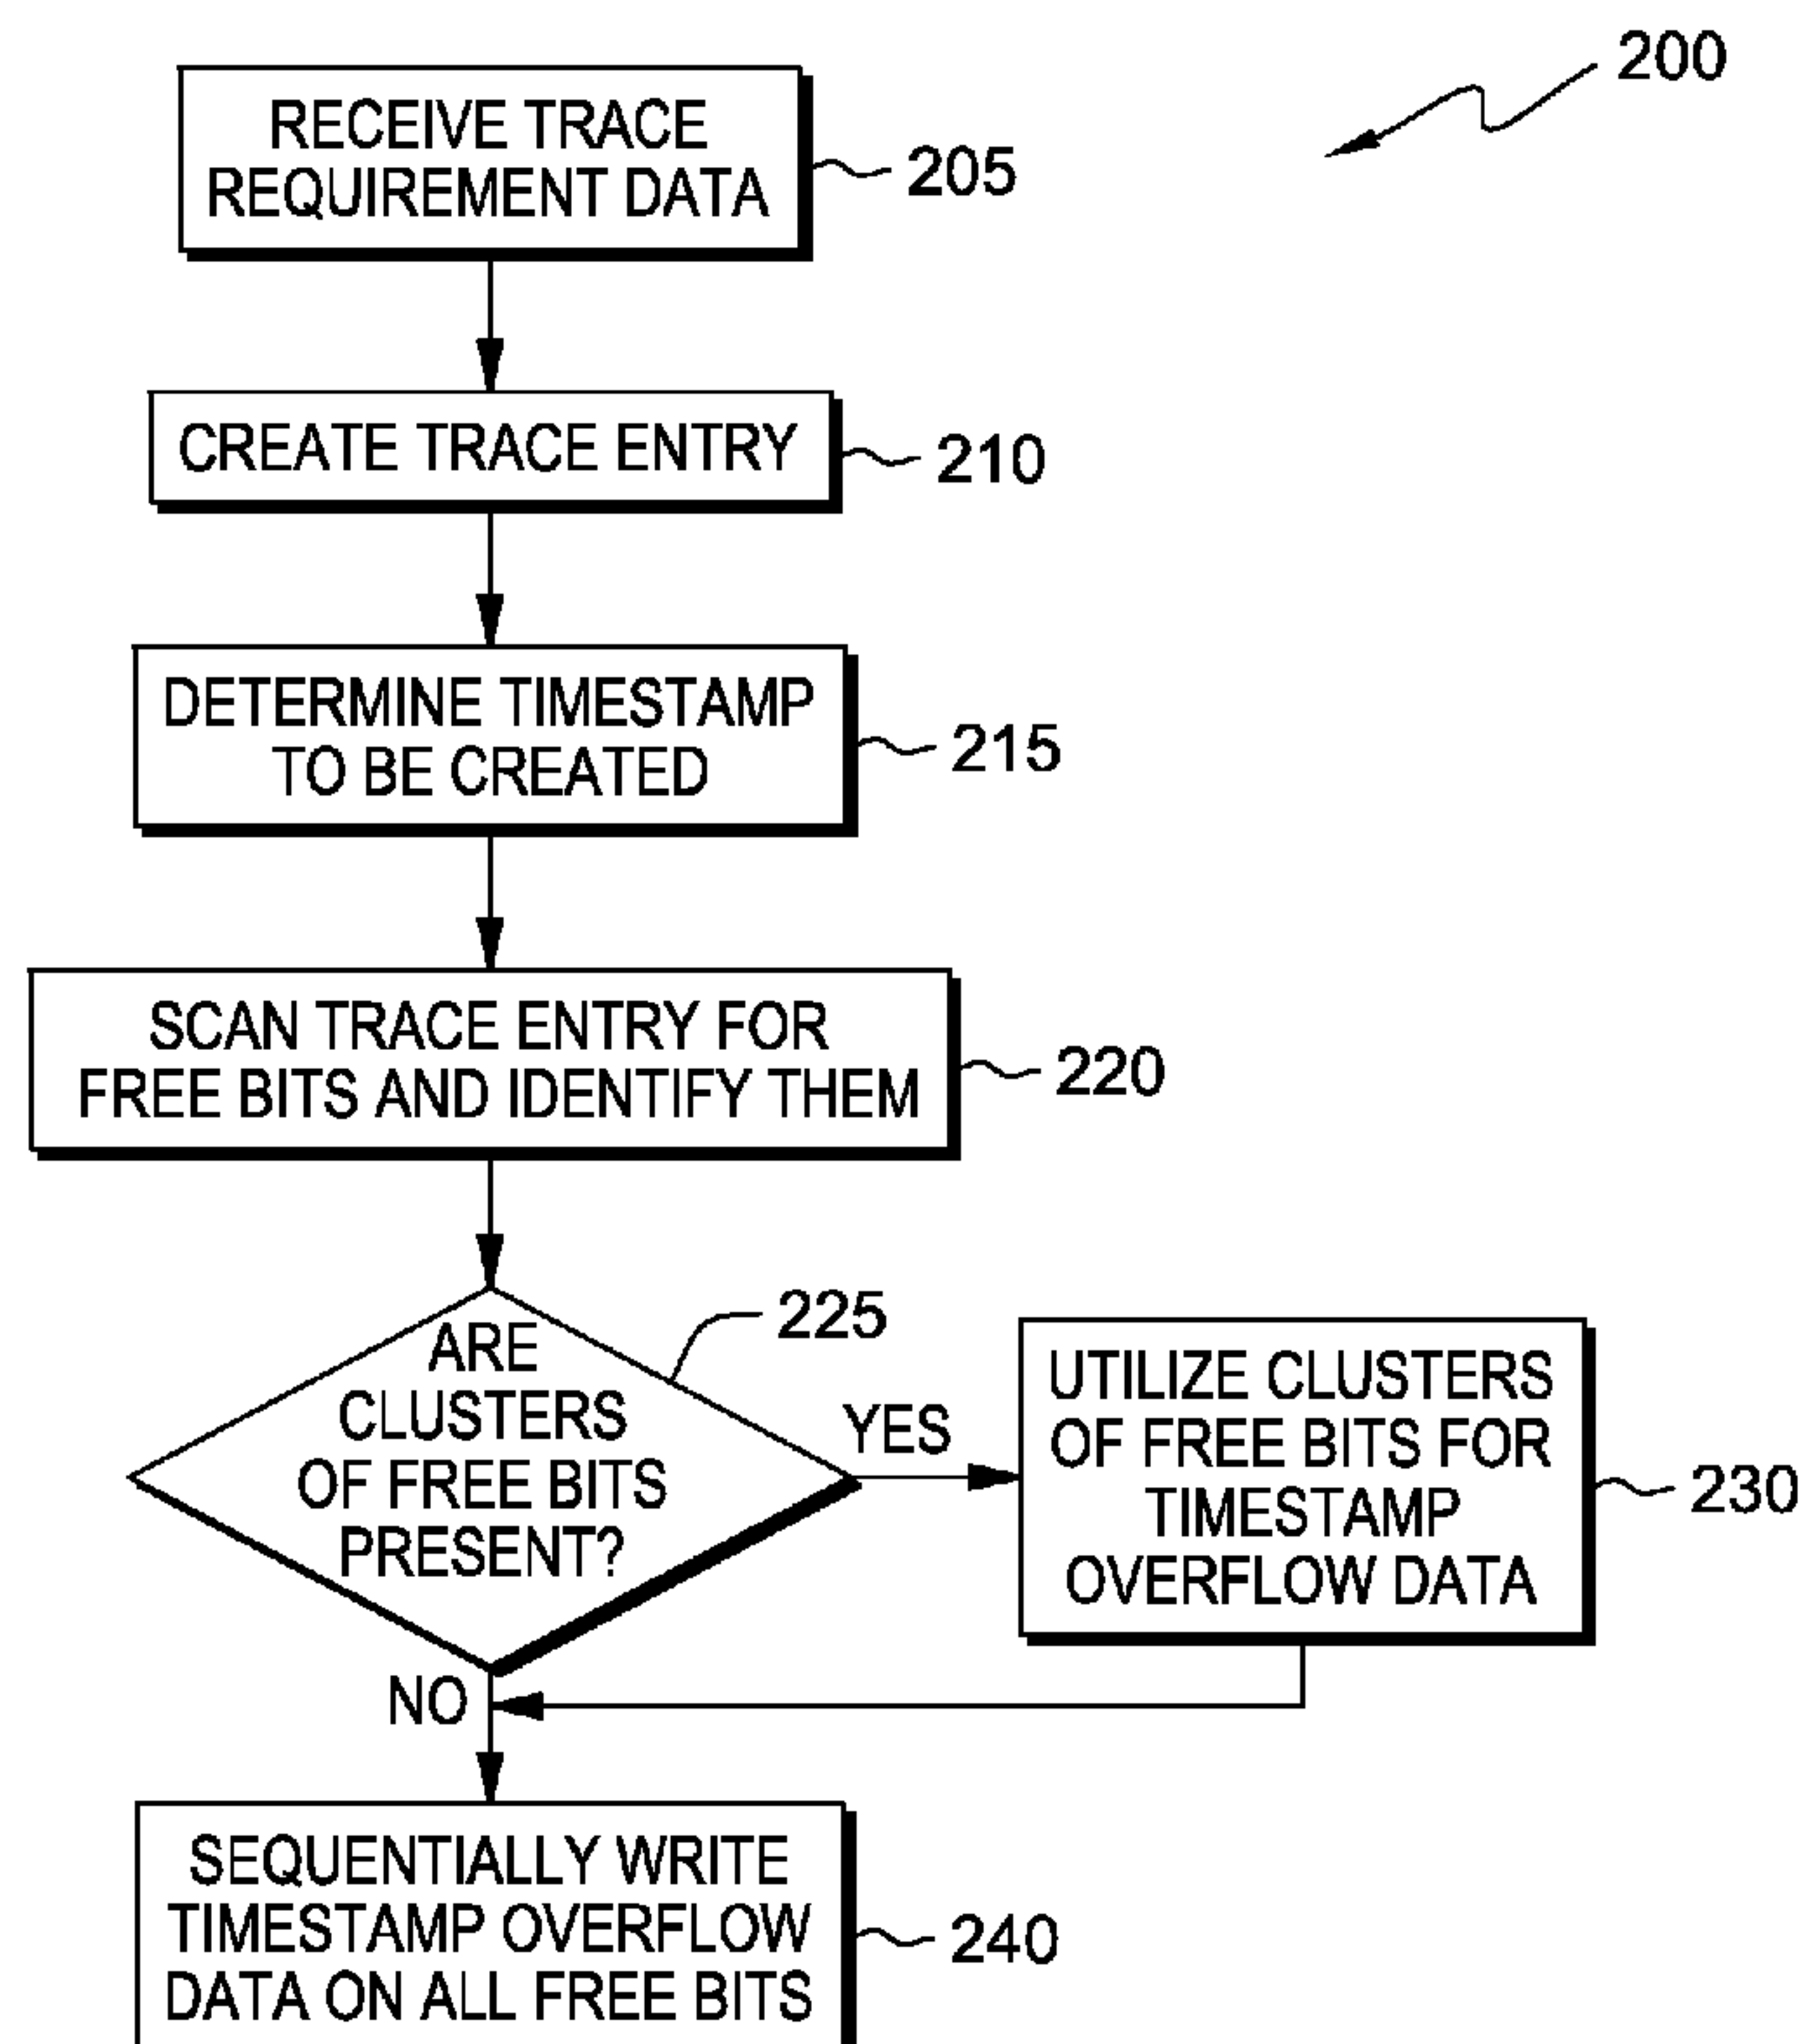 200
RECEIVE TRACE
REQUIREMENT DATA
205
CREATE TRACE ENTRY
210
DETERMINE TIMESTAMP
TO BE CREATED
215
SCAN TRACE ENTRY FOR
FREE BITS AND IDENTIFY THEM
220
ARE
CLUSTERS
OF FREE BITS
PRESENT?
225
YES
UTILIZE CLUSTERS
OF FREE BITS FOR
TIMESTAMP
OVERFLOW DATA
230
NO
SEQUENTIALLY WRITE
TIMESTAMP OVERFLOW
DATA ON ALL FREE BITS
240